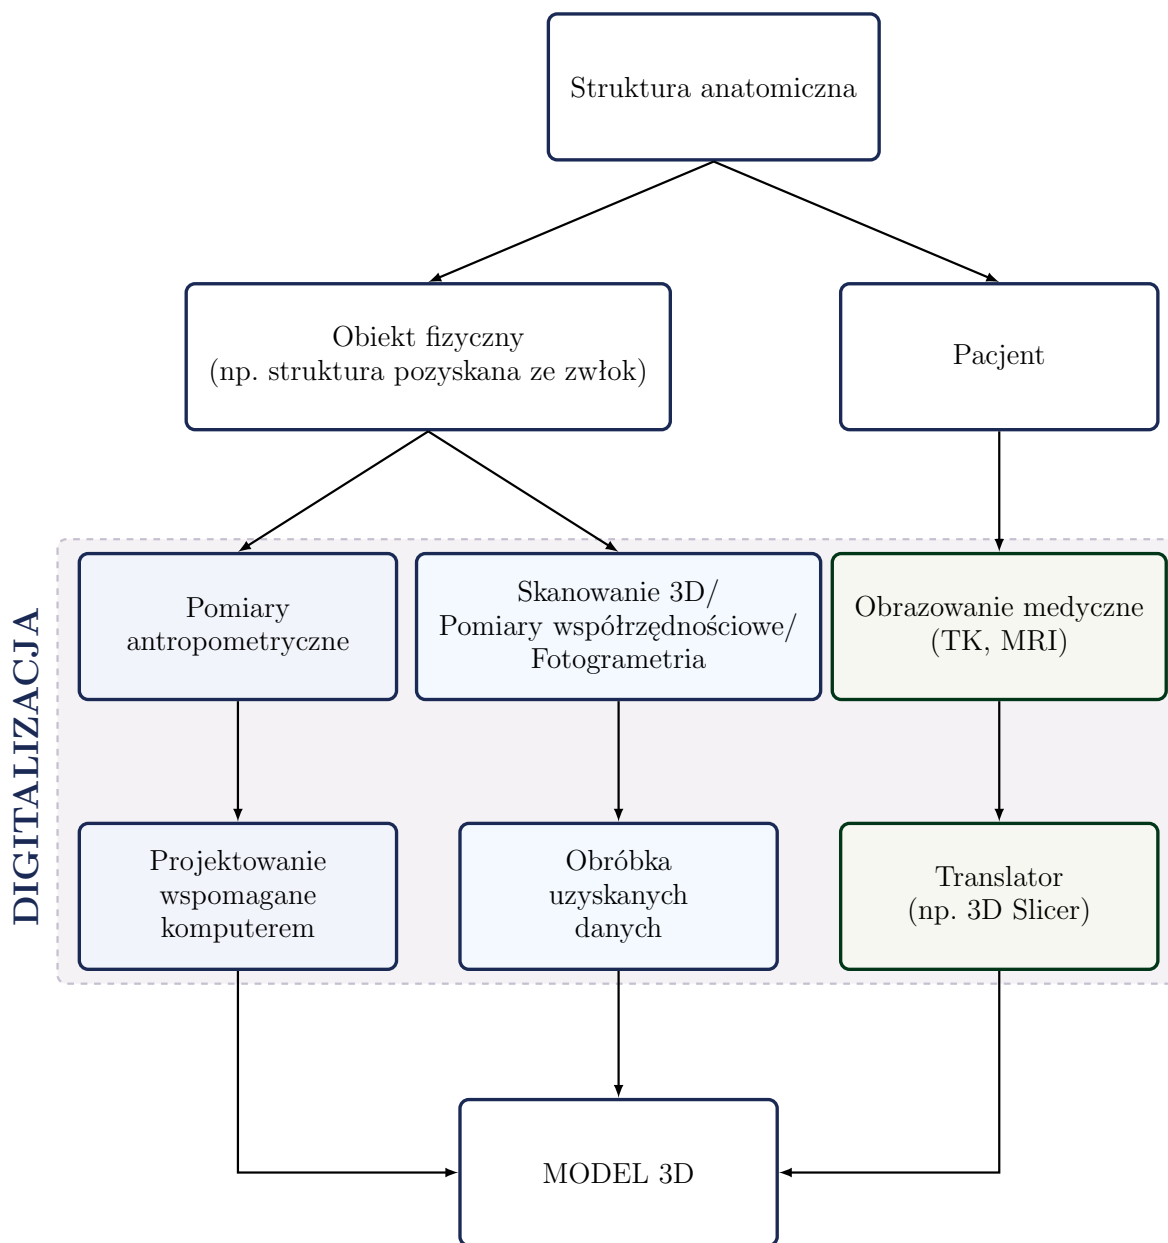 Struktura anatomiczna
Obiekt fizyczny
(np. struktura pozyskana ze zwłok)
Pacjent
DIGITALIZACJA
Pomiary
antropometryczne
Skanowanie 3D/
Pomiary współrzędnościowe/
Fotogrametria
Obrazowanie medyczne
(TK, MRI)
Projektowanie
wspomagane
komputerem
Obróbka
uzyskanych
danych
Translator
(np. 3D Slicer)
MODEL 3D